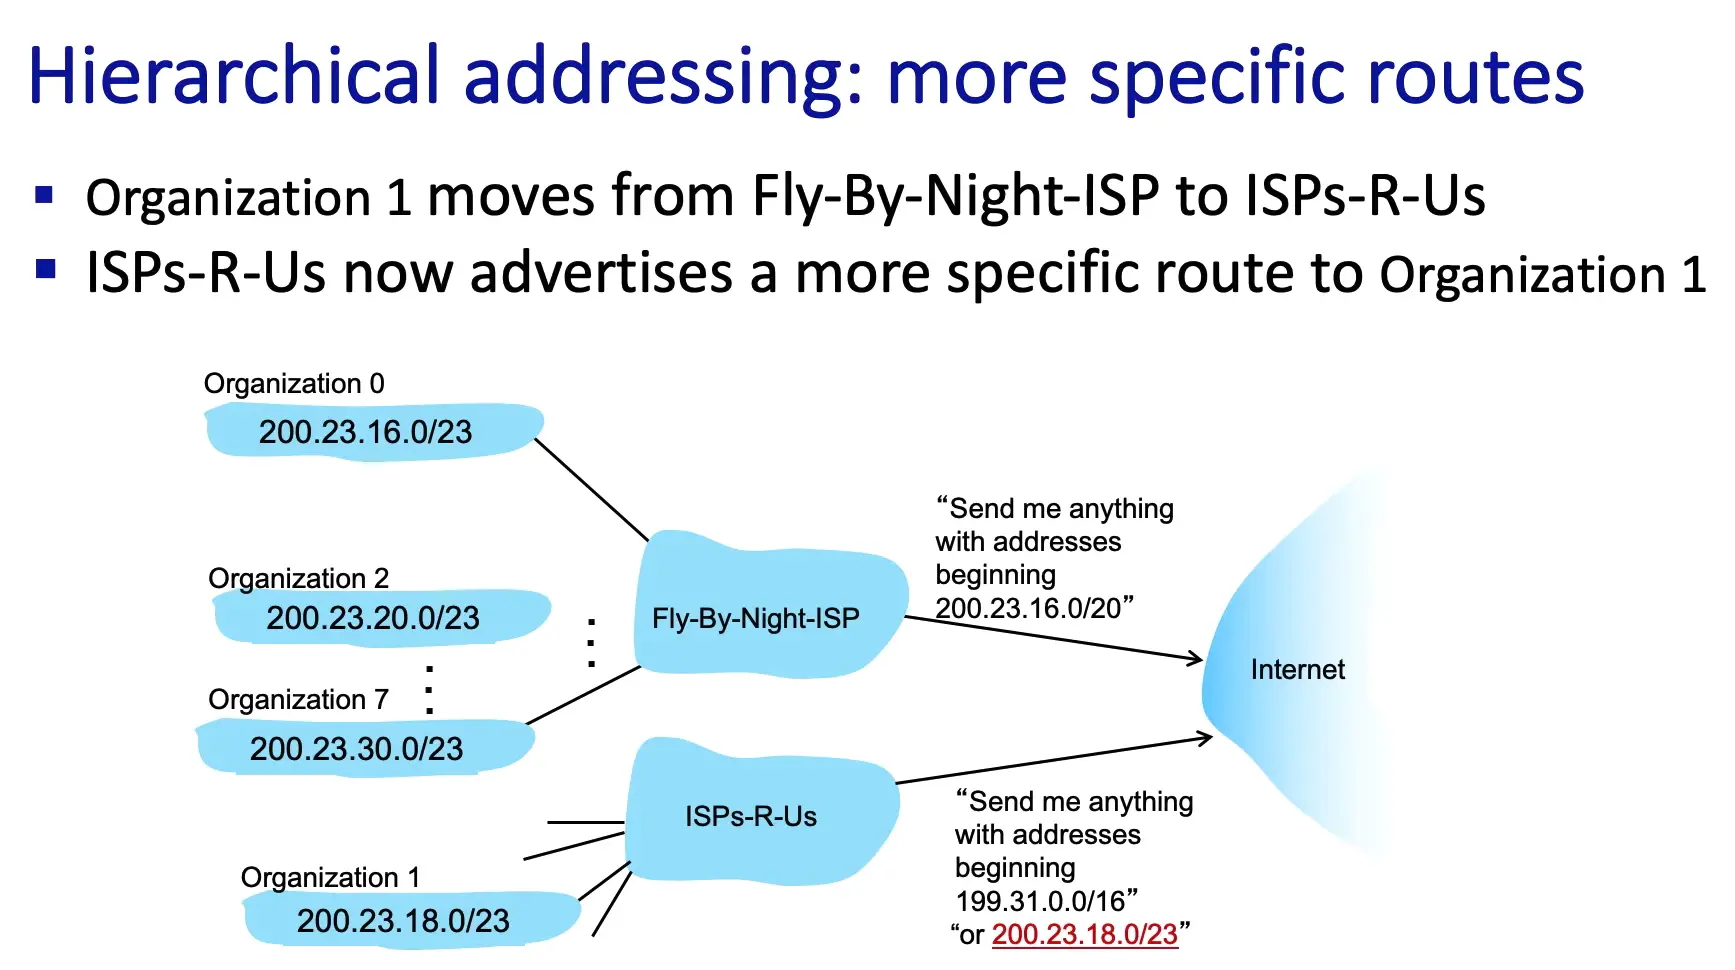 Hierarchical addressing: more specific routes
▪ Organization 1 moves from Fly-By-Night-ISP to ISPs-R-Us
▪ ISPs-R-Us now advertises a more specific route to Organization 1
Organization 0
200.23.16.0/23
Organization 2
200.23.20.0/23
Organization 7
200.23.30.0/23
Organization 1
200.23.18.0/23
Fly-By-Night-ISP
ISPs-R-Us
“Send me anything
with addresses
beginning
200.23.16.0/20”
“Send me anything
with addresses
beginning
199.31.0.0/16”
“or 200.23.18.0/23”
Internet